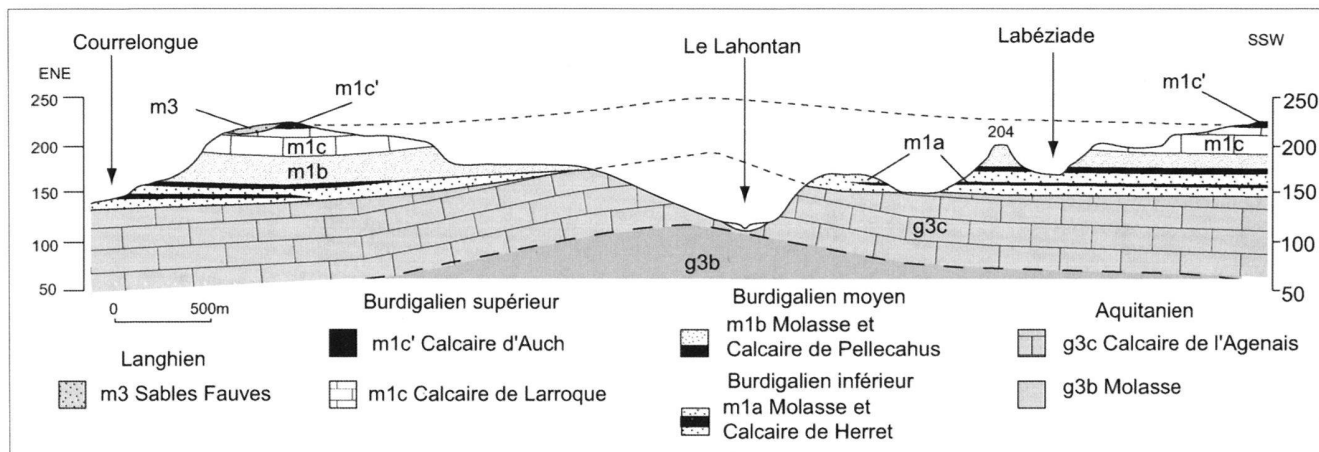 Courrelongue
Le Lahontan
Labéziade
ENE
SSW
m3
m1c'
m1c'
250
200
150
100
50
250
200
150
100
50
204
m1c
m1b
m1a
m1c
g3c
g3b
0 500m
Langhien
m3 Sables Fauves
Burdigalien supérieur
m1c' Calcaire d'Auch
m1c Calcaire de Larroque
Burdigalien moyen
m1b Molasse et
Calcaire de Pellecahus
Burdigalien inférieur
m1a Molasse et
Calcaire de Herret
Aquitanien
g3c Calcaire de l'Agenais
g3b Molasse